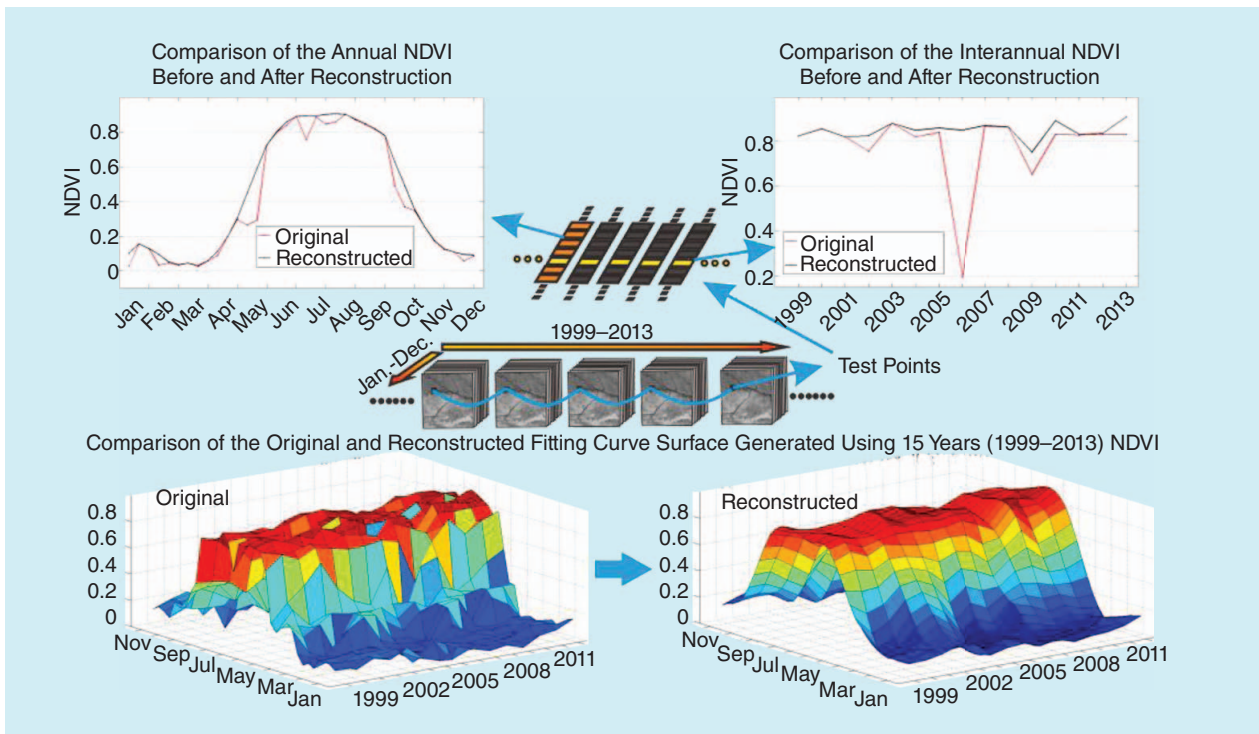 Comparison of the Annual NDVI
Before and After Reconstruction
NDVI
0.8
0.6
0.4
0.2
0
Original
Reconstructed
Jan
Feb
Mar
Apr
May
Jun
Jul
Aug
Sep
Oct
Nov
Dec
Comparison of the Interannual NDVI
Before and After Reconstruction
NDVI
0.8
0.6
0.4
0.2
Original
Reconstructed
1999
2001
2003
2005
2007
2009
2011
2013
1999–2013
Jan.-Dec.
Test Points
Comparison of the Original and Reconstructed Fitting Curve Surface Generated Using 15 Years (1999–2013) NDVI
Original
0.8
0.6
0.4
0.2
0
Nov
Sep
Jul
May
Mar
Jan
1999
2002
2005
2008
2011
Reconstructed
0.8
0.6
0.4
0.2
0
Nov
Sep
Jul
May
Mar
Jan
1999
2002
2005
2008
2011